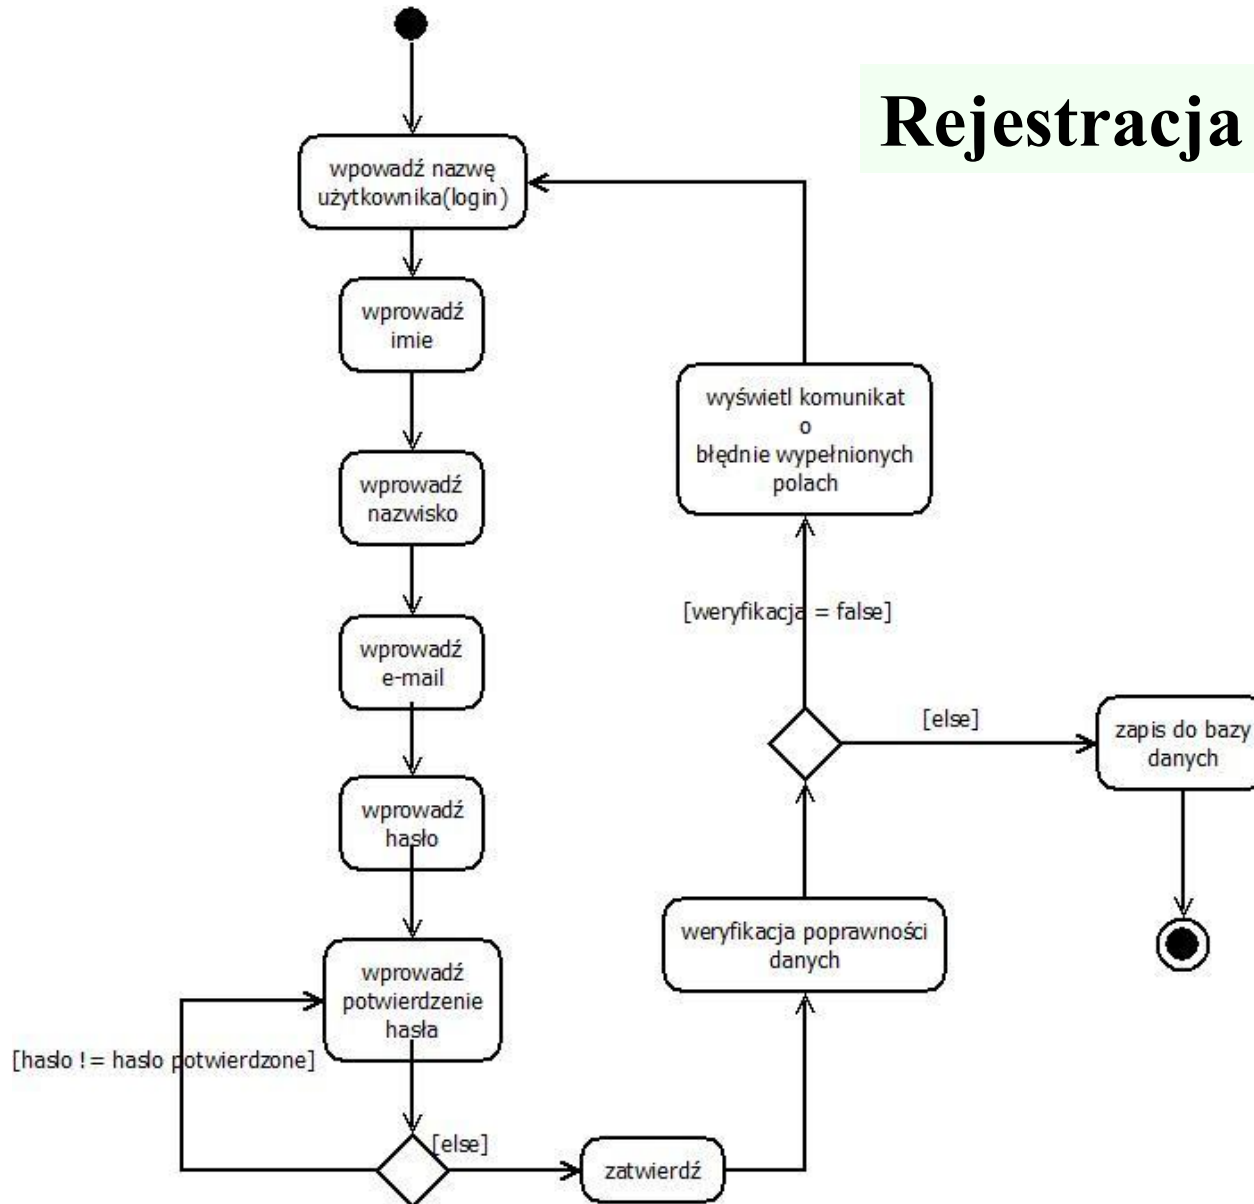 Rejestracja
wpowadź nazwę
użytkownika(login)
wprowadź
imie
wprowadź
nazwisko
wprowadź
e-mail
wprowadź
hasło
wprowadź
potwierdzenie
hasła
[haslo != haslo potwierdzone]
[else]
zatwierdź
weryfikacja poprawności
danych
[weryfikacja = false]
wyświetl komunikat
o
błędnie wypełnionych
polach
[else]
zapis do bazy
danych